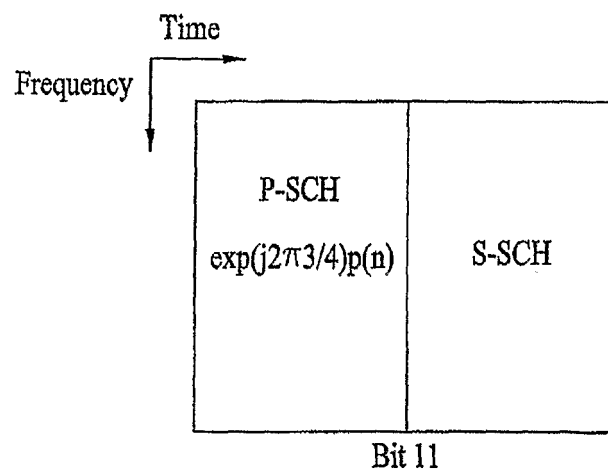 Time
Frequency
P-SCH
exp(j2π3/4)p(n)
S-SCH
Bit 11